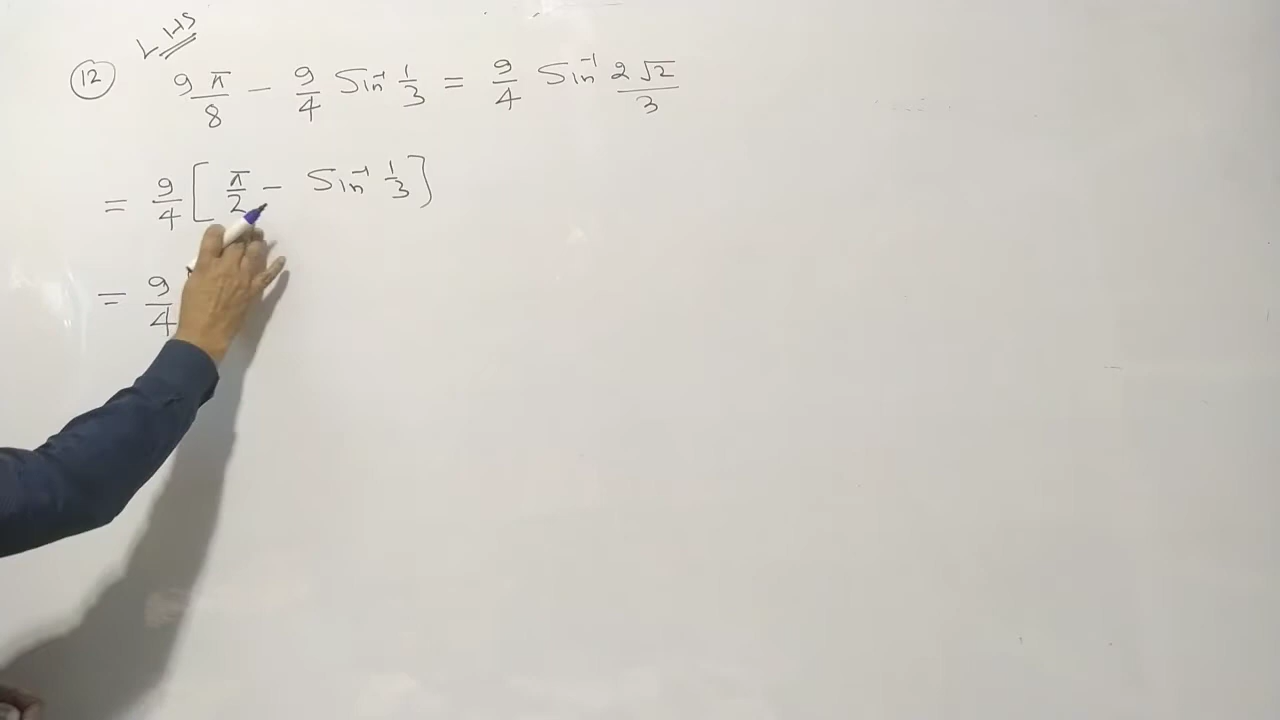 LHS
(12) 9π/8 - 9/4 Sin⁻¹ 1/3 = 9/4 Sin⁻¹ 2√2/3
= 9/4 [ π/2 - Sin⁻¹ 1/3 ]
= 9/4